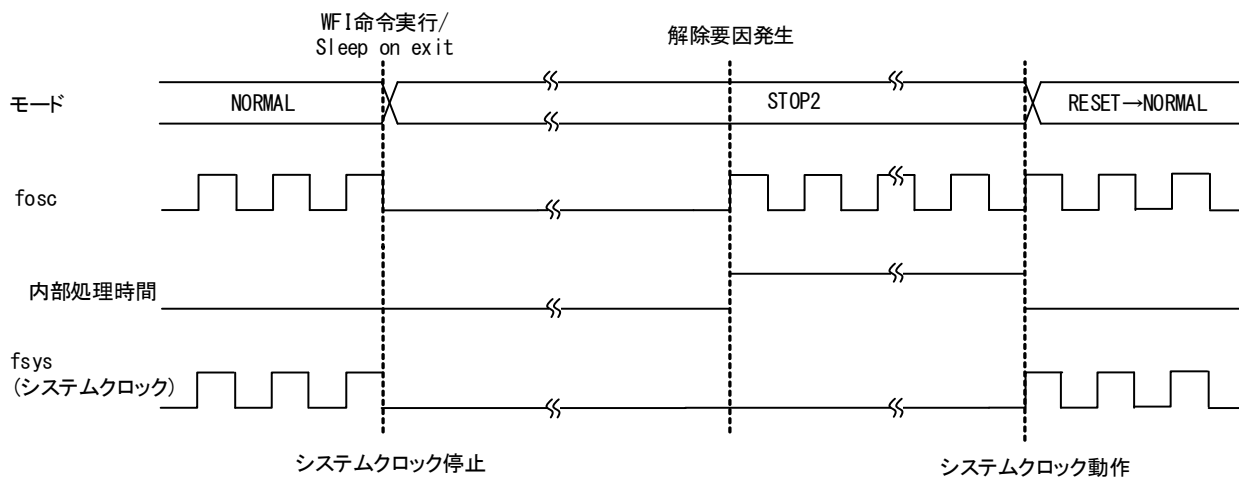 WFI命令実行/
Sleep on exit
解除要因発生
モード
NORMAL
STOP2
RESET→NORMAL
fosc
内部処理時間
fsys
(システムクロック)
システムクロック停止
システムクロック動作